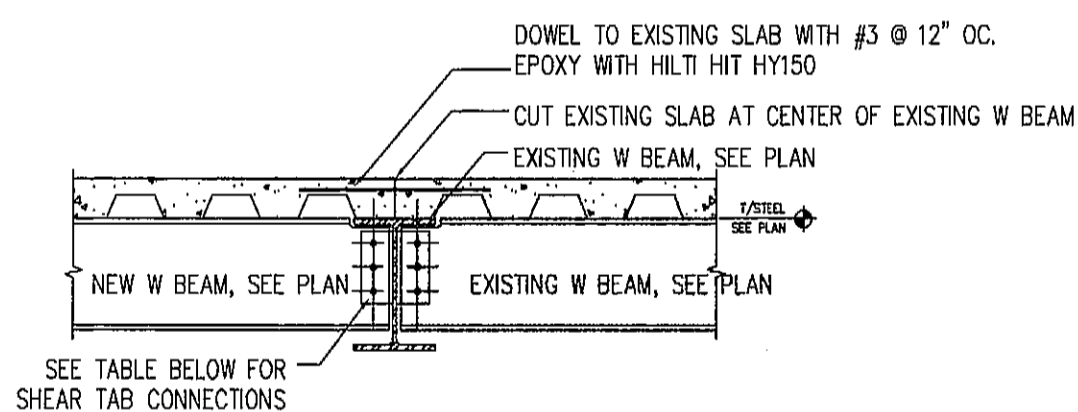 DOWEL TO EXISTING SLAB WITH #3 @ 12" OC.
EPOXY WITH HILTI HIT HY150
CUT EXISTING SLAB AT CENTER OF EXISTING W BEAM
EXISTING W BEAM, SEE PLAN
T/STEEL
SEE PLAN
NEW W BEAM, SEE PLAN
EXISTING W BEAM, SEE PLAN
SEE TABLE BELOW FOR
SHEAR TAB CONNECTIONS